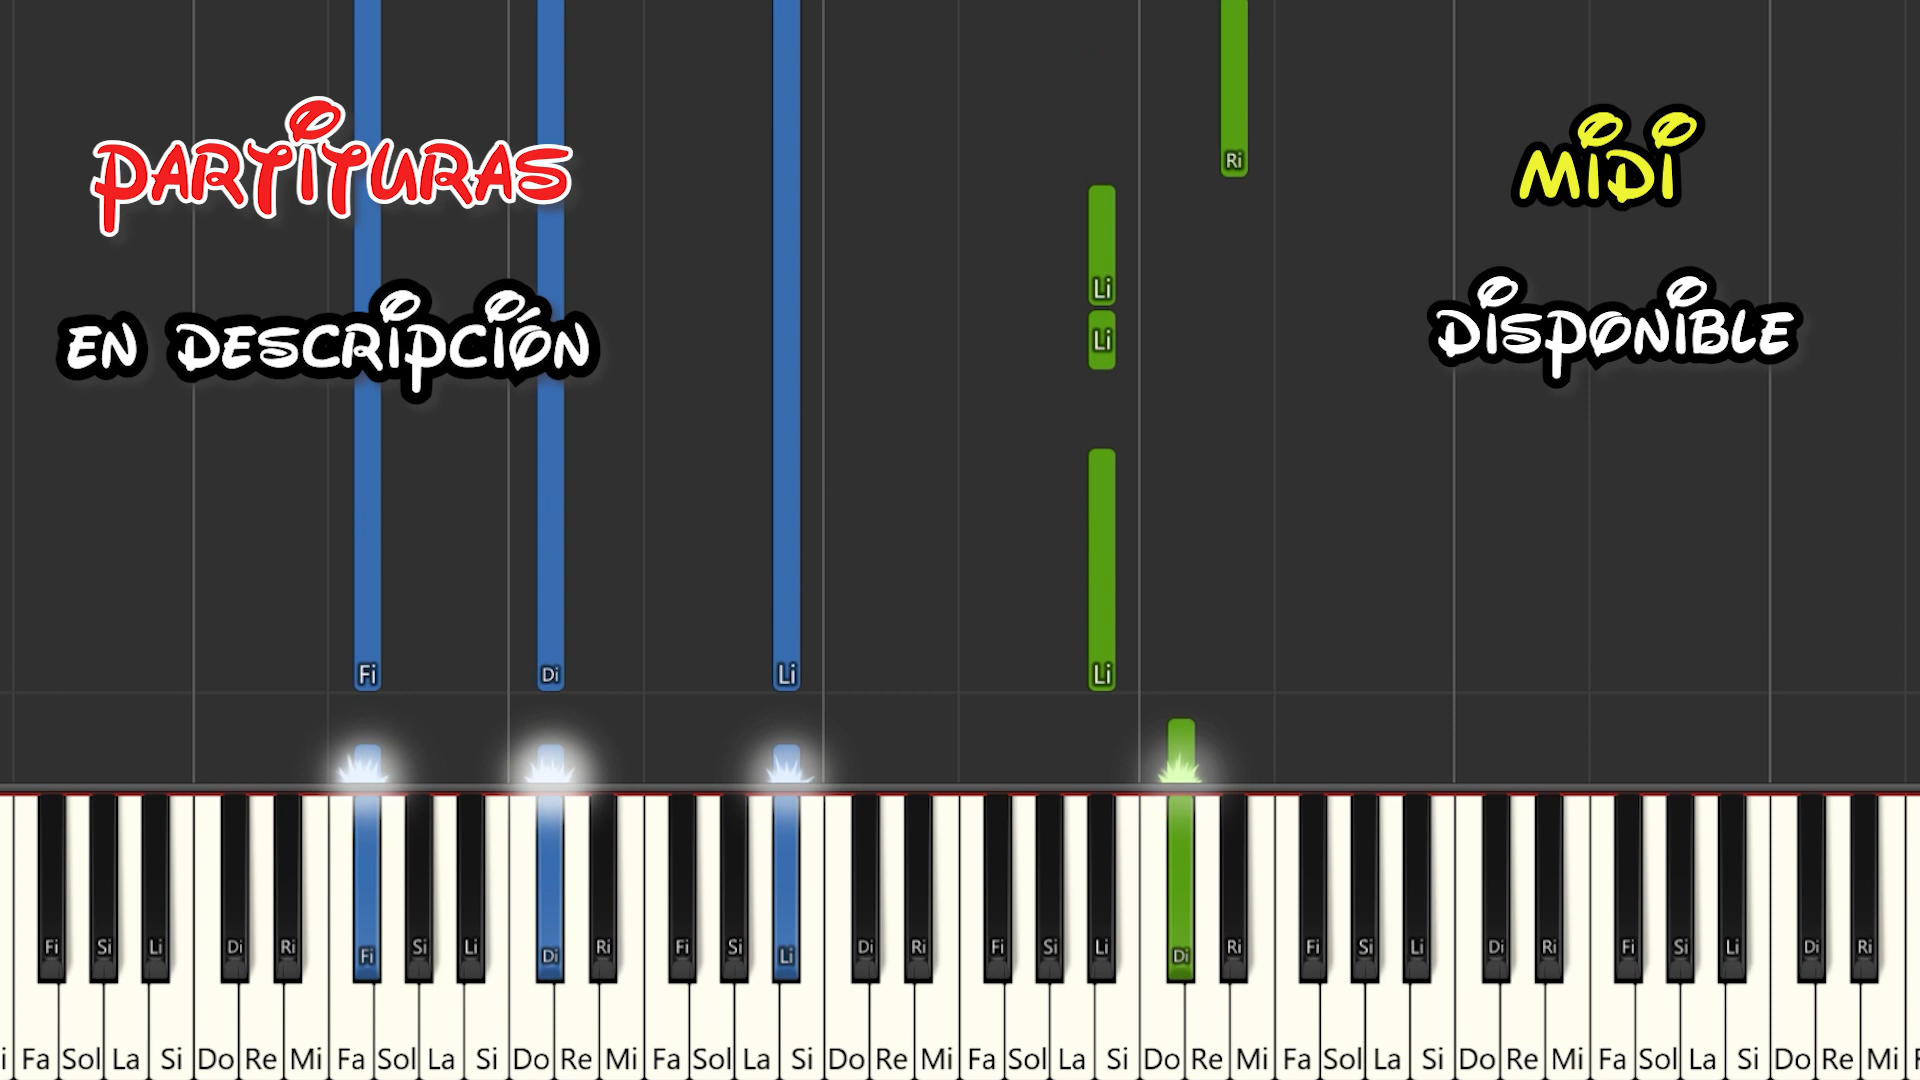 PARTITURAS
EN DESCRIPCIÓN
MIDI
DISPONIBLE
Ri
Li
Li
Fi Di Li Li
Fi Si Li Di Ri Fi Si Li Di Ri Fi Si Li Di Ri Fi Si Li Di Ri Fi Si Li Di Ri Fi Si Li Di Ri
i Fa Sol La Si Do Re Mi Fa Sol La Si Do Re Mi Fa Sol La Si Do Re Mi Fa Sol La Si Do Re Mi Fa Sol La Si Do Re Mi Fa Sol La Si Do Re Mi F